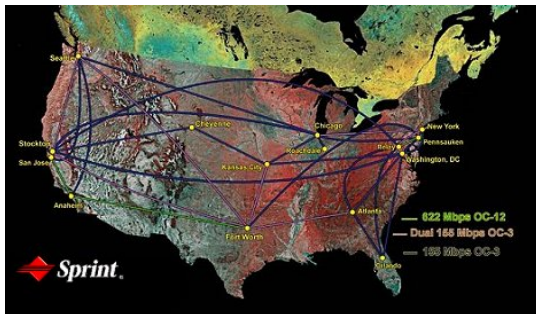 Seattle
Cheyenne
Chicago
New York
Stockton
Roachdale
Relay
Pennsauken
San Jose
Kansas City
Washington, DC
Anaheim
Atlanta
622 Mbps OC-12
Fort Worth
Dual 155 Mbps OC-3
155 Mbps OC-3
Sprint
Orlando